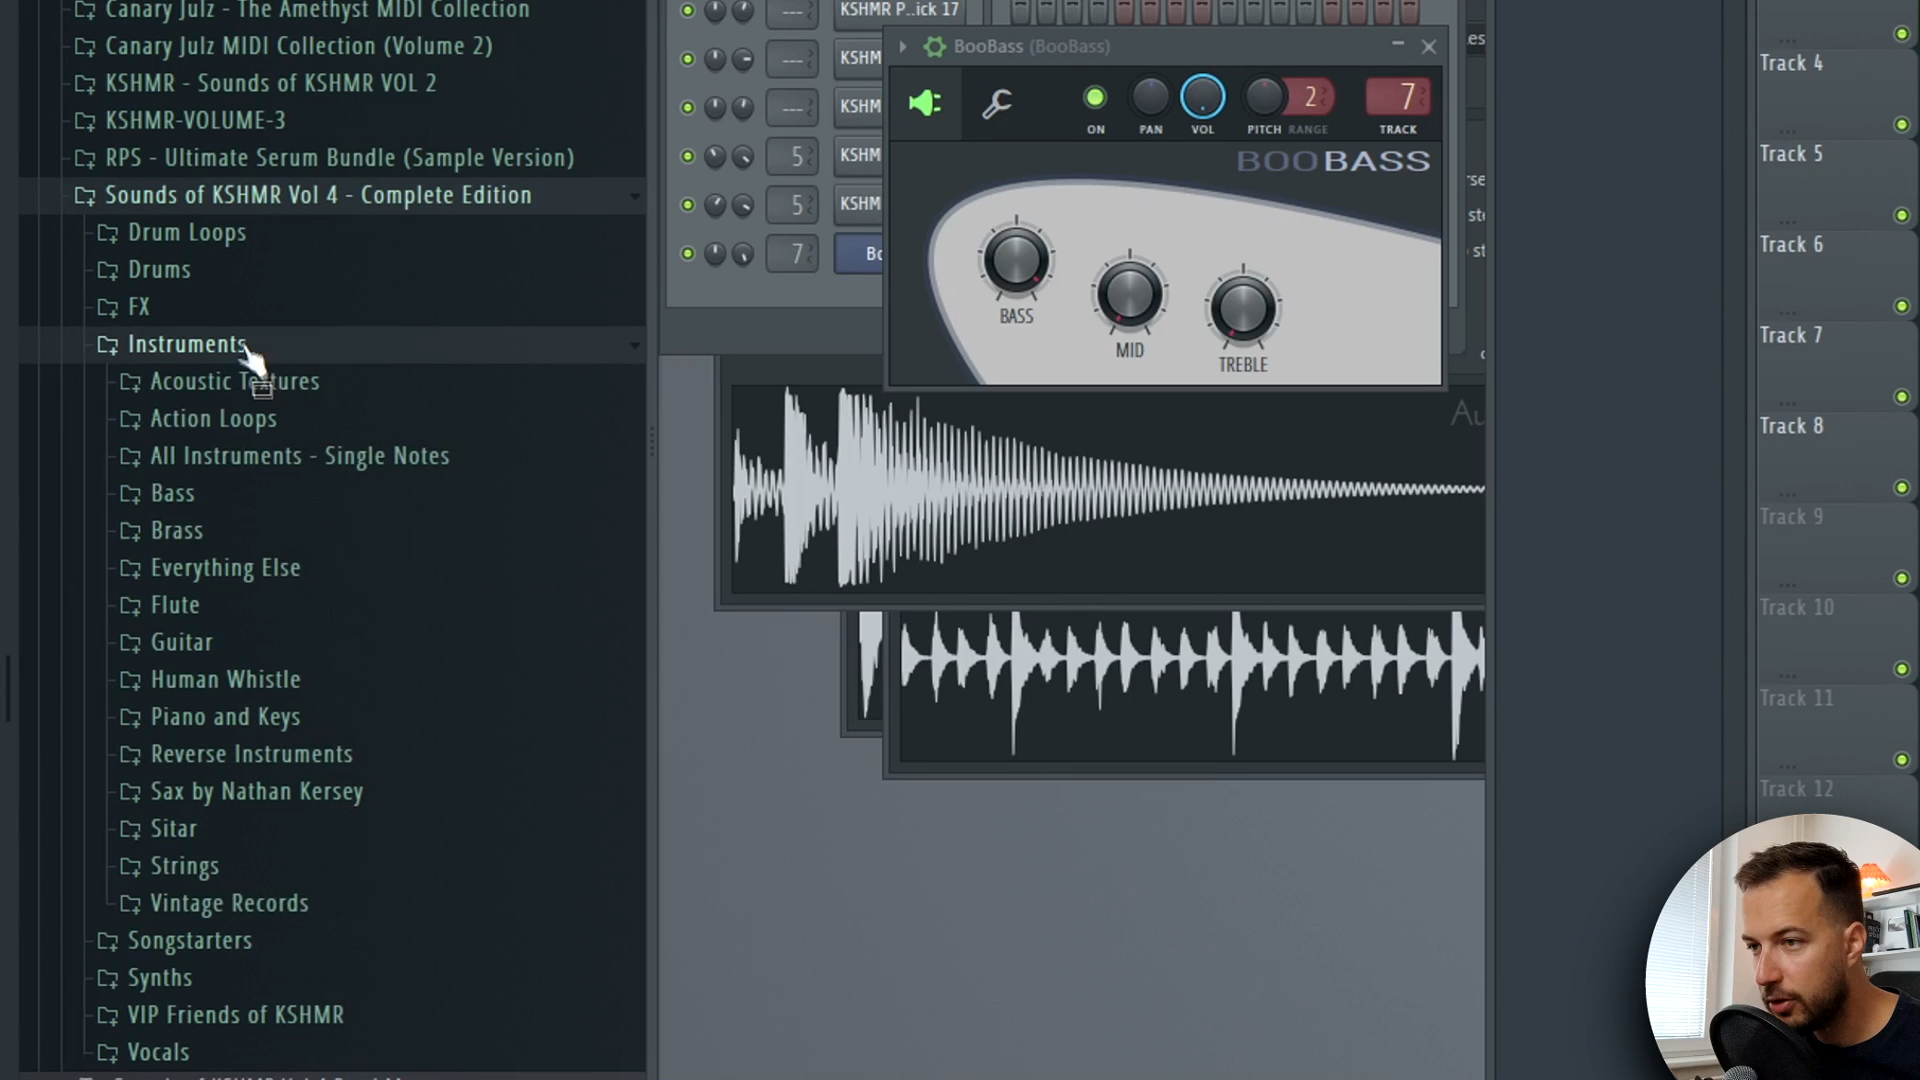 Canary Julz - The Amethyst MIDI Collection
Canary Julz MIDI Collection (Volume 2)
KSHMR - Sounds of KSHMR VOL 2
KSHMR-VOLUME-3
RPS - Ultimate Serum Bundle (Sample Version)
Sounds of KSHMR Vol 4 - Complete Edition
Drum Loops
Drums
FX
Instruments
Acoustic Textures
Action Loops
All Instruments - Single Notes
Bass
Brass
Everything Else
Flute
Guitar
Human Whistle
Piano and Keys
Reverse Instruments
Sax by Nathan Kersey
Sitar
Strings
Vintage Records
Songstarters
Synths
VIP Friends of KSHMR
Vocals
--- KSHMR P..ick 17
--- KSHM
--- KSHM
5 KSHM
5 KSHM
7 Bo
BooBass (BooBass)
2 7
ON PAN VOL PITCH RANGE TRACK
BOOBASS
BASS
MID
TREBLE
Au
Track 4
Track 5
Track 6
Track 7
Track 8
Track 9
Track 10
Track 11
Track 12